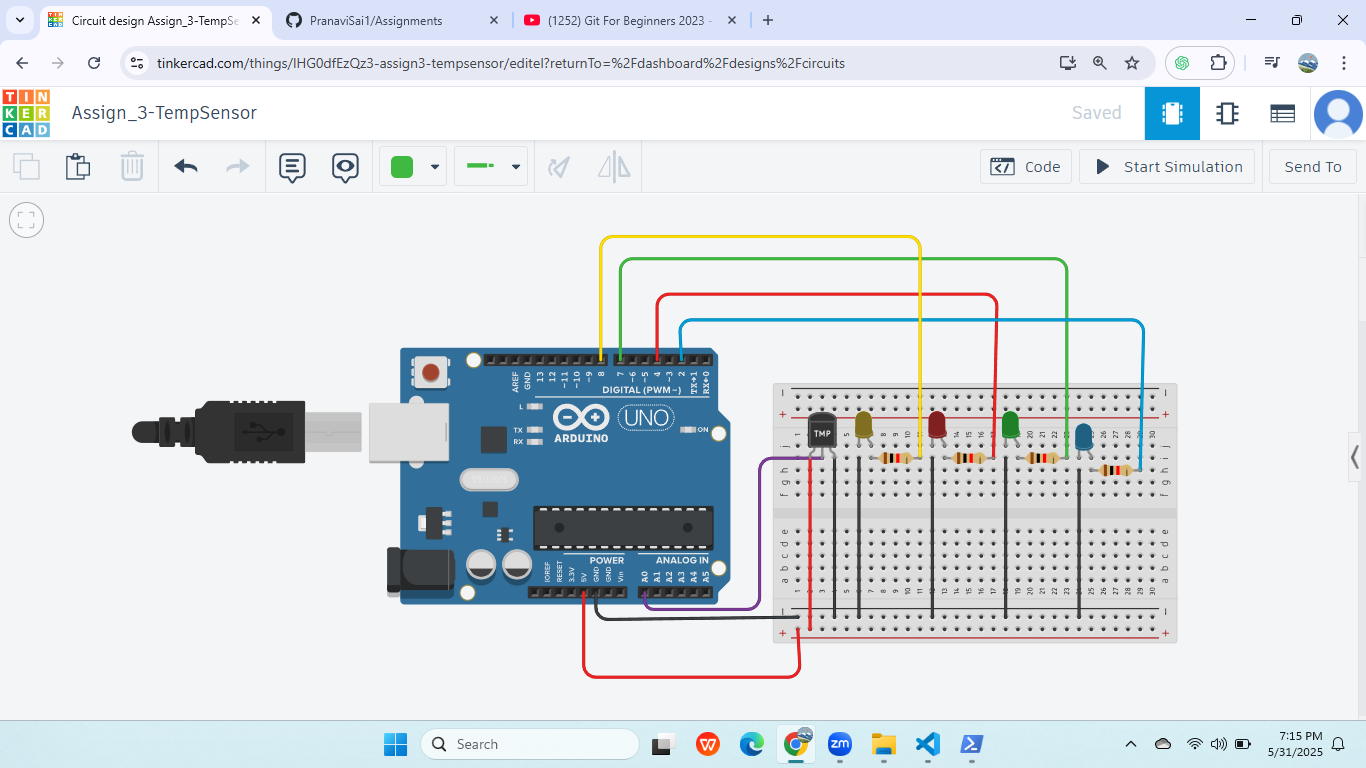 Circuit design Assign_3-TempSe
PranaviSai1/Assignments
(1252) Git For Beginners 2023 -
tinkercad.com/things/lHG0dfEzQz3-assign3-tempsensor/editel?returnTo=%2Fdashboard%2Fdesigns%2Fcircuits
TIN
KER
CAD
Assign_3-TempSensor
Saved
Code
Start Simulation
Send To
AREF
GND
13
12
~11
~10
~9
8
7
~6
~5
4
~3
2
TX→1
RX←0
DIGITAL (PWM~)
L
TX
RX
ARDUINO
UNO
ON
POWER
ANALOG IN
IOREF
RESET
3.3V
5V
GND
GND
Vin
A0
A1
A2
A3
A4
A5
TMP
Search
7:15 PM
5/31/2025